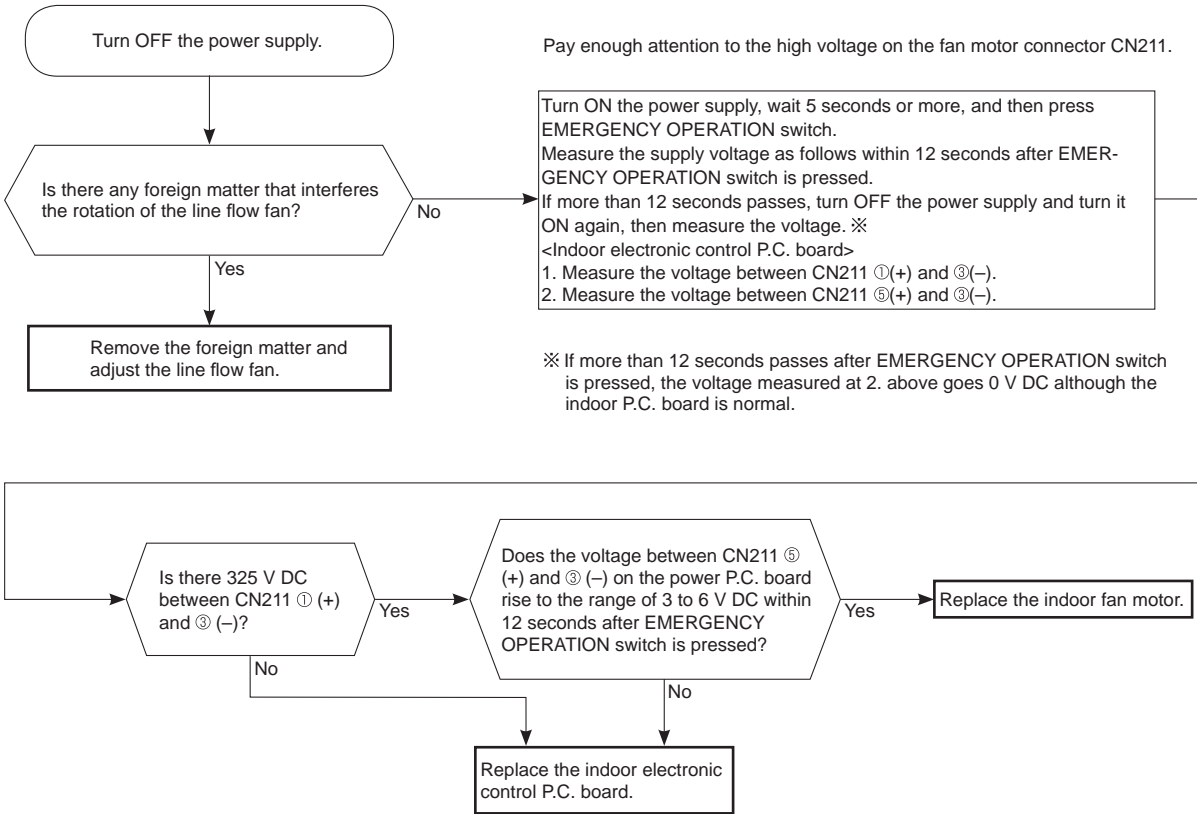 Turn OFF the power supply.
Pay enough attention to the high voltage on the fan motor connector CN211.
Is there any foreign matter that interferes
the rotation of the line flow fan?
No
Yes
Remove the foreign matter and
adjust the line flow fan.
Turn ON the power supply, wait 5 seconds or more, and then press
EMERGENCY OPERATION switch.
Measure the supply voltage as follows within 12 seconds after EMER-
GENCY OPERATION switch is pressed.
If more than 12 seconds passes, turn OFF the power supply and turn it
ON again, then measure the voltage. ※
<Indoor electronic control P.C. board>
1. Measure the voltage between CN211 ①(+) and ③(–).
2. Measure the voltage between CN211 ⑤(+) and ③(–).
※ If more than 12 seconds passes after EMERGENCY OPERATION switch
is pressed, the voltage measured at 2. above goes 0 V DC although the
indoor P.C. board is normal.
Is there 325 V DC
between CN211 ① (+)
and ③ (–)?
Yes
No
Does the voltage between CN211 ⑤
(+) and ③ (–) on the power P.C. board
rise to the range of 3 to 6 V DC within
12 seconds after EMERGENCY
OPERATION switch is pressed?
Yes
No
Replace the indoor fan motor.
Replace the indoor electronic
control P.C. board.